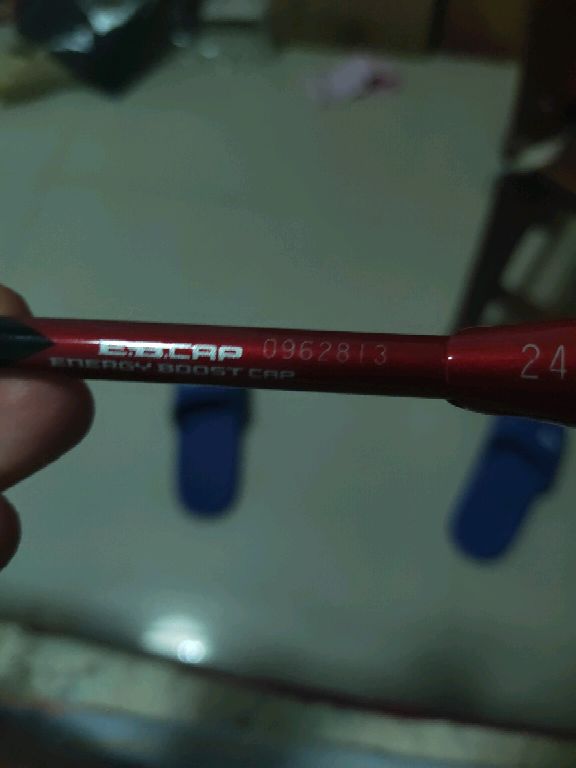 E.B.CAP 0962813 24
ENERGY BOOST CAP